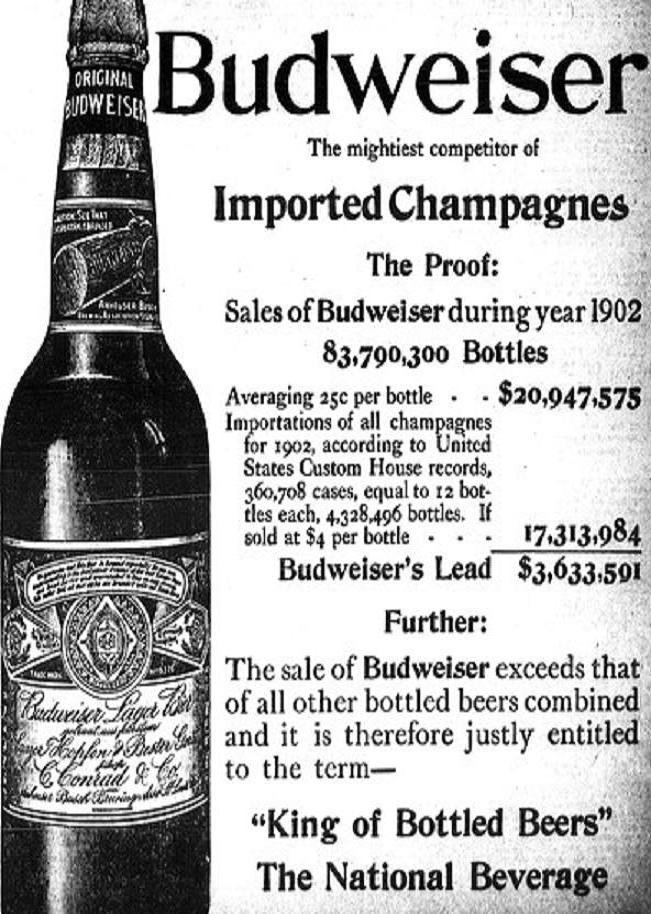 Budweiser
The mightiest competitor of
Imported Champagnes
The Proof:
Sales of Budweiser during year 1902
83,790,300 Bottles
Averaging 25c per bottle - - $20,947,575
Importations of all champagnes
for 1902, according to United
States Custom House records,
360,708 cases, equal to 12 bot-
tles each, 4,328,496 bottles. If
sold at $4 per bottle - - - 17,313,984
Budweiser's Lead $3,633,591
Further:
The sale of Budweiser exceeds that
of all other bottled beers combined
and it is therefore justly entitled
to the term—
"King of Bottled Beers"
The National Beverage
ORIGINAL
BUDWEISER
ANHEUSER BUSCH
TRADE MARK
Budweiser Lager Bier
C. Conrad & Co.